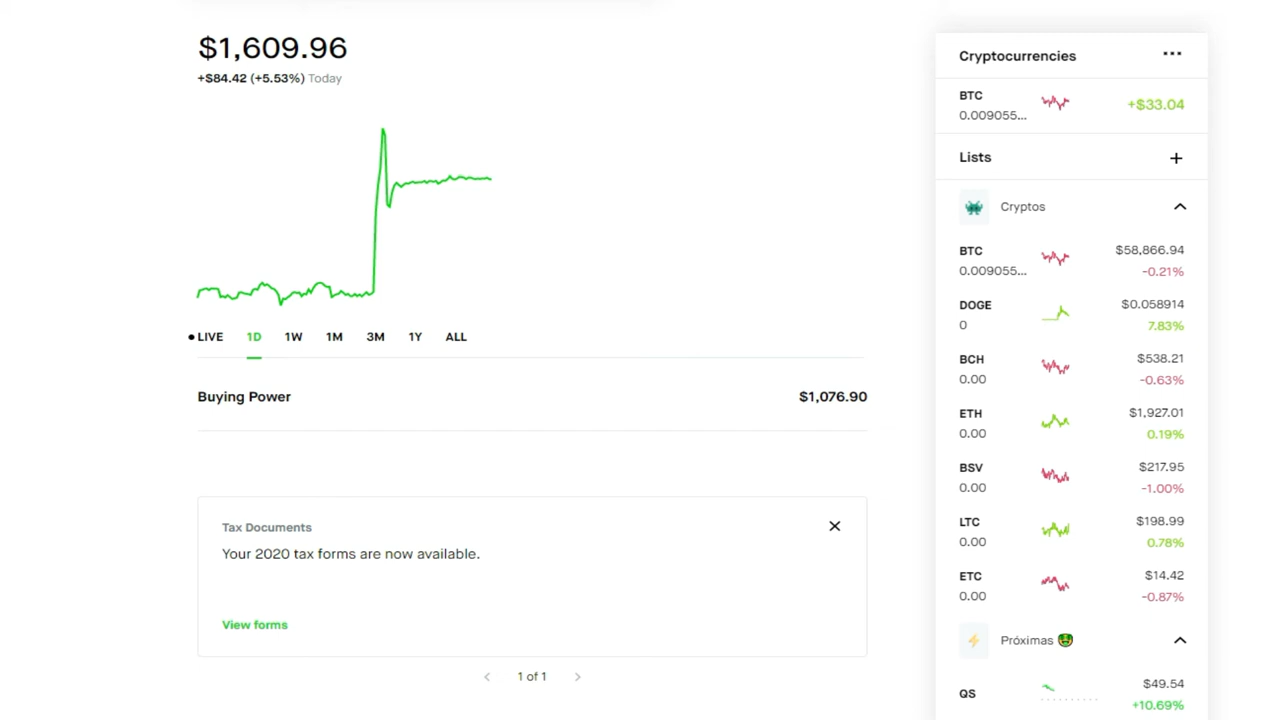 $1,609.96
+$84.42 (+5.53%) Today
LIVE 1D 1W 1M 3M 1Y ALL
Buying Power $1,076.90
Tax Documents
Your 2020 tax forms are now available.
View forms
1 of 1
Cryptocurrencies
BTC
0.009055... +$33.04
Lists
Cryptos
BTC $58,866.94
0.009055... -0.21%
DOGE $0.058914
0 7.83%
BCH $538.21
0.00 -0.63%
ETH $1,927.01
0.00 0.19%
BSV $217.95
0.00 -1.00%
LTC $198.99
0.00 0.78%
ETC $14.42
0.00 -0.87%
Próximas
QS $49.54
+10.69%